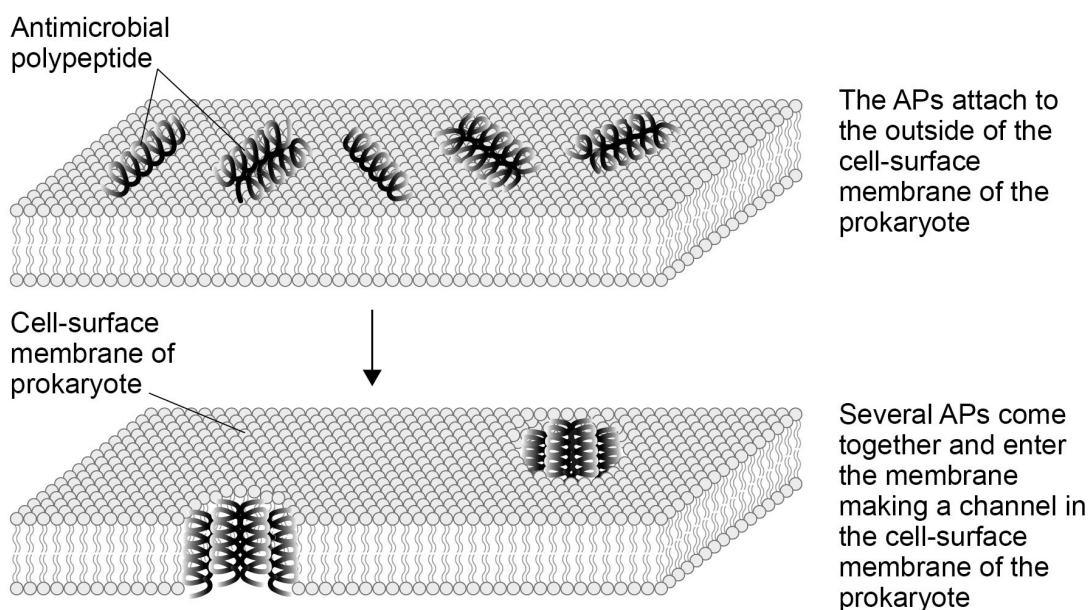 Antimicrobial
polypeptide
The APs attach to
the outside of the
cell-surface
membrane of the
prokaryote
Cell-surface
membrane of
prokaryote
Several APs come
together and enter
the membrane
making a channel in
the cell-surface
membrane of the
prokaryote